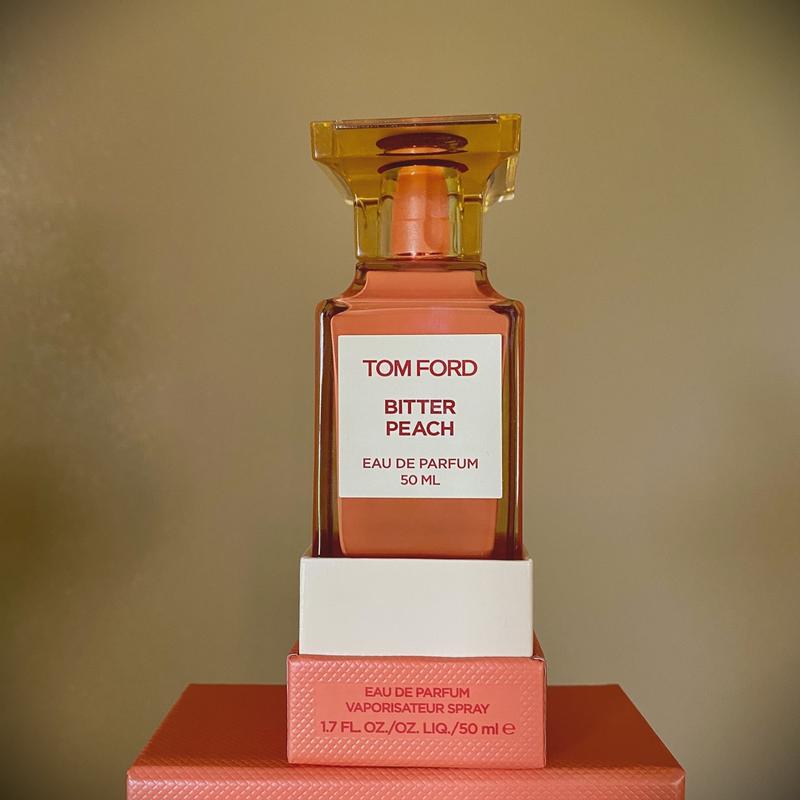 TOM FORD
BITTER
PEACH
EAU DE PARFUM
50 ML
EAU DE PARFUM
VAPORISATEUR SPRAY
1.7 FL. OZ./OZ. LIQ./50 ml ℮